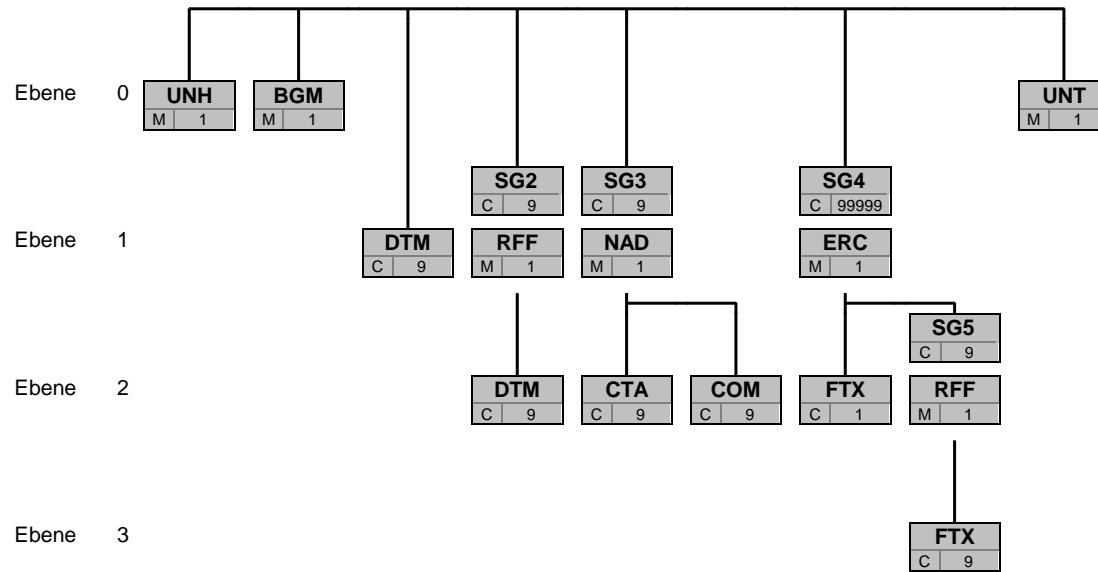 Ebene 0 UNH BGM UNT
M 1 M 1 M 1
SG2 SG3 SG4
C 9 C 9 C 99999
Ebene 1 DTM RFF NAD ERC
C 9 M 1 M 1 M 1
SG5
C 9
Ebene 2 DTM CTA COM FTX RFF
C 9 C 9 C 9 C 1 M 1
Ebene 3 FTX
C 9